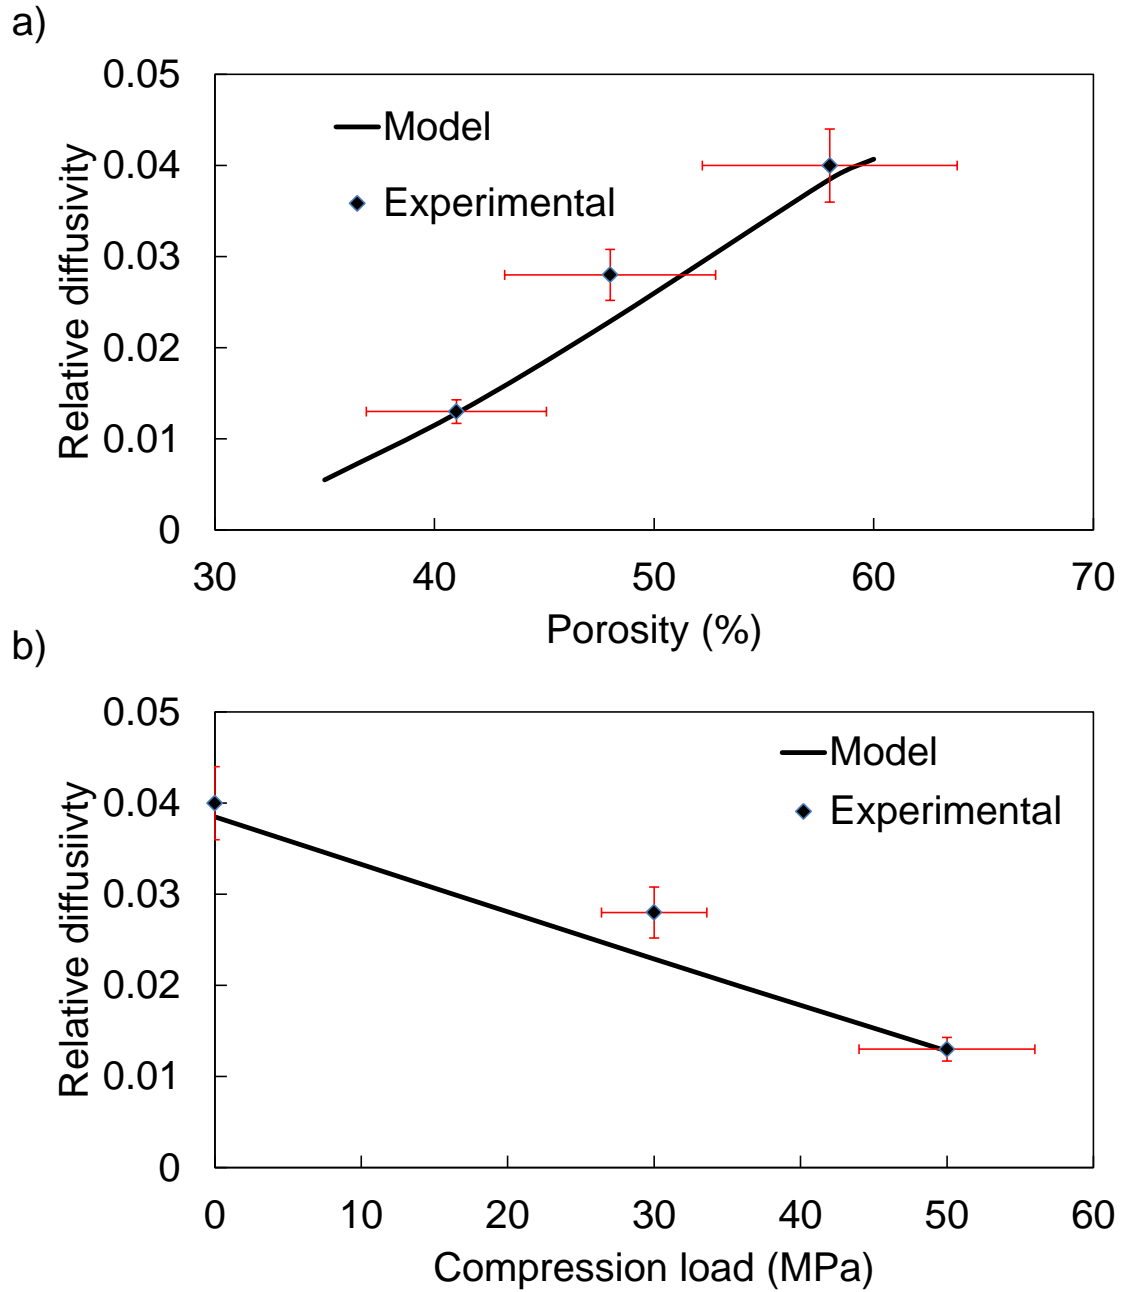 a)
0.05
0.04
0.03
0.02
0.01
0
Relative diffusivity
Model
Experimental
30 40 50 60 70
Porosity (%)
b)
0.05
0.04
0.03
0.02
0.01
0
Relative diffusiivty
Model
Experimental
0 10 20 30 40 50 60
Compression load (MPa)